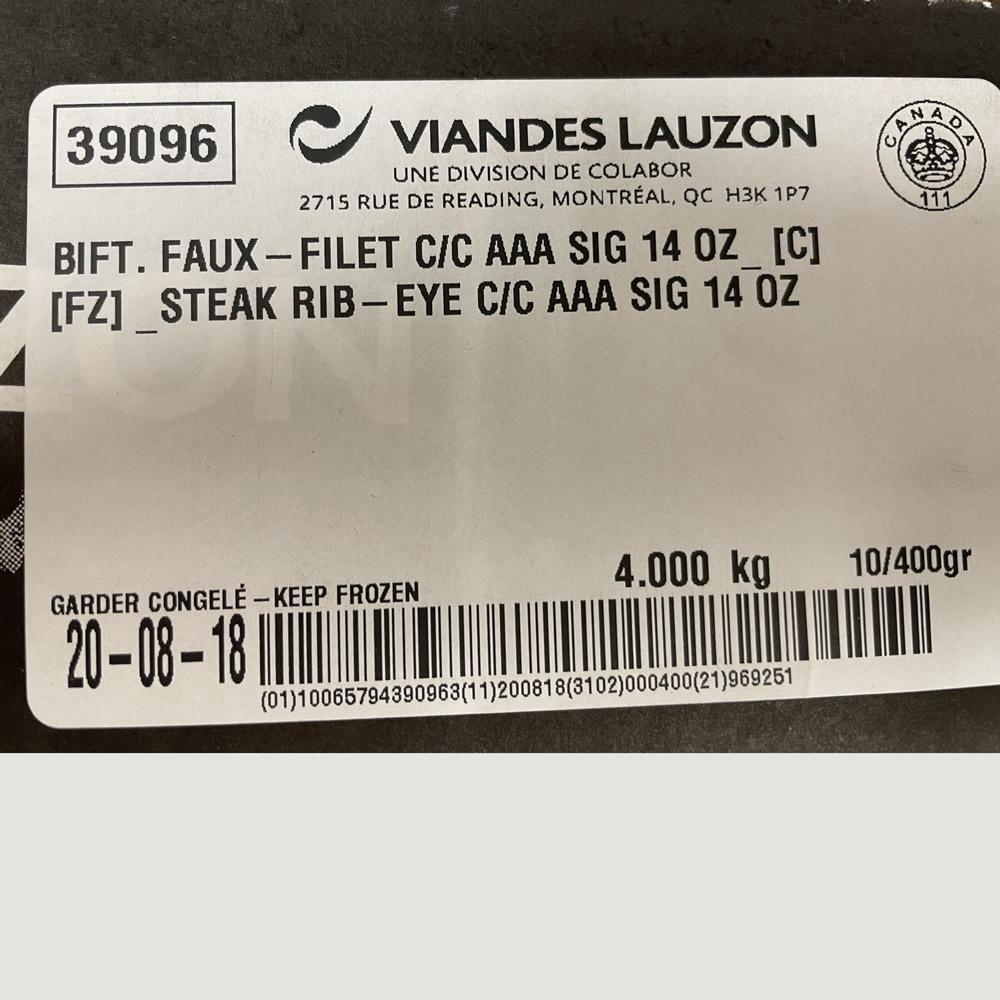 39096
VIANDES LAUZON
UNE DIVISION DE COLABOR
2715 RUE DE READING, MONTRÉAL, QC H3K 1P7
CANADA
111
BIFT. FAUX-FILET C/C AAA SIG 14 OZ_ [C]
[FZ] _STEAK RIB-EYE C/C AAA SIG 14 OZ
ZON
4.000 kg 10/400gr
GARDER CONGELÉ -KEEP FROZEN
20-08-18
(01)10065794390963(11)200818(3102)000400(21)969251